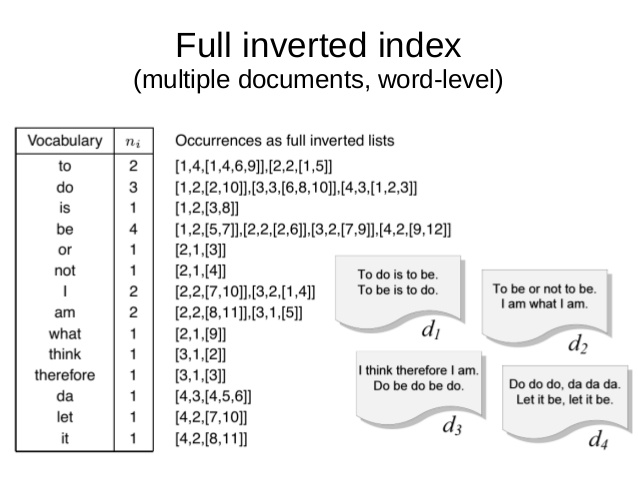 Full inverted index
(multiple documents, word-level)
Vocabulary n_i Occurrences as full inverted lists
to 2 [1,4,[1,4,6,9]],[2,2,[1,5]]
do 3 [1,2,[2,10]],[3,3,[6,8,10]],[4,3,[1,2,3]]
is 1 [1,2,[3,8]]
be 4 [1,2,[5,7]],[2,2,[2,6]],[3,2,[7,9]],[4,2,[9,12]]
or 1 [2,1,[3]]
not 1 [2,1,[4]]
I 2 [2,2,[7,10]],[3,2,[1,4]]
am 2 [2,2,[8,11]],[3,1,[5]]
what 1 [2,1,[9]]
think 1 [3,1,[2]]
therefore 1 [3,1,[3]]
da 1 [4,3,[4,5,6]]
let 1 [4,2,[7,10]]
it 1 [4,2,[8,11]]
To do is to be.
To be is to do.
d1
To be or not to be.
I am what I am.
d2
I think therefore I am.
Do be do be do.
d3
Do do do, da da da.
Let it be, let it be.
d4